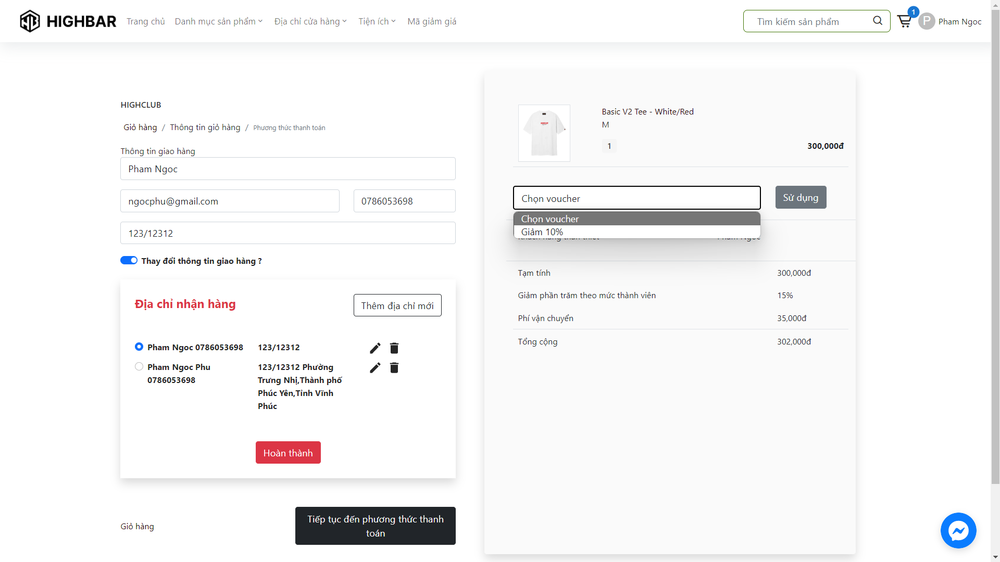 HIGHBAR
Trang chủ
Danh mục sản phẩm
Địa chỉ cửa hàng
Tiện ích
Mã giảm giá
Tìm kiếm sản phẩm
1
P
Pham Ngoc
HIGHCLUB
Giỏ hàng / Thông tin giỏ hàng / Phương thức thanh toán
Thông tin giao hàng
Pham Ngoc
ngocphu@gmail.com
0786053698
123/12312
Thay đổi thông tin giao hàng ?
Địa chỉ nhận hàng
Thêm địa chỉ mới
Pham Ngoc 0786053698
123/12312
Pham Ngoc Phu
0786053698
123/12312 Phường
Trưng Nhị,Thành phố
Phúc Yên,Tỉnh Vĩnh
Phúc
Hoàn thành
Giỏ hàng
Tiếp tục đến phương thức thanh
toán
Basic V2 Tee - White/Red
M
1
300,000đ
Chọn voucher
Sử dụng
Chọn voucher
Giảm 10%
Khách hàng thân thiết
Pham Ngoc
Tạm tính
300,000đ
Giảm phần trăm theo mức thành viên
15%
Phí vận chuyển
35,000đ
Tổng cộng
302,000đ